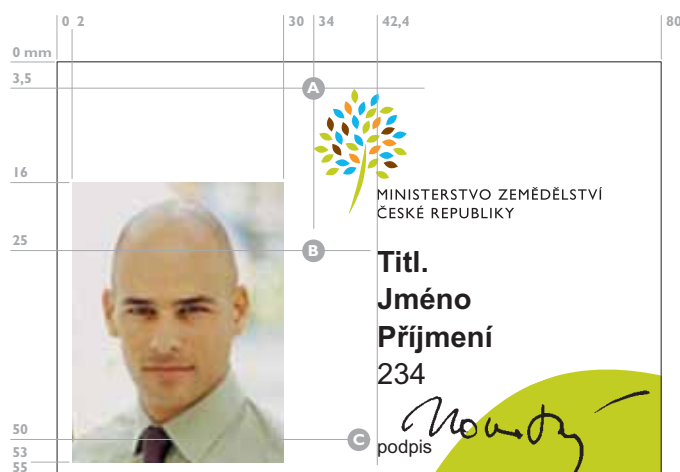 0 2 30 34 42,4 80
0 mm
3,5
A
16
MINISTERSTVO ZEMĚDĚLSTVÍ
ČESKÉ REPUBLIKY
25
B
Titl.
Jméno
Příjmení
234
50
C
podpis
53
55